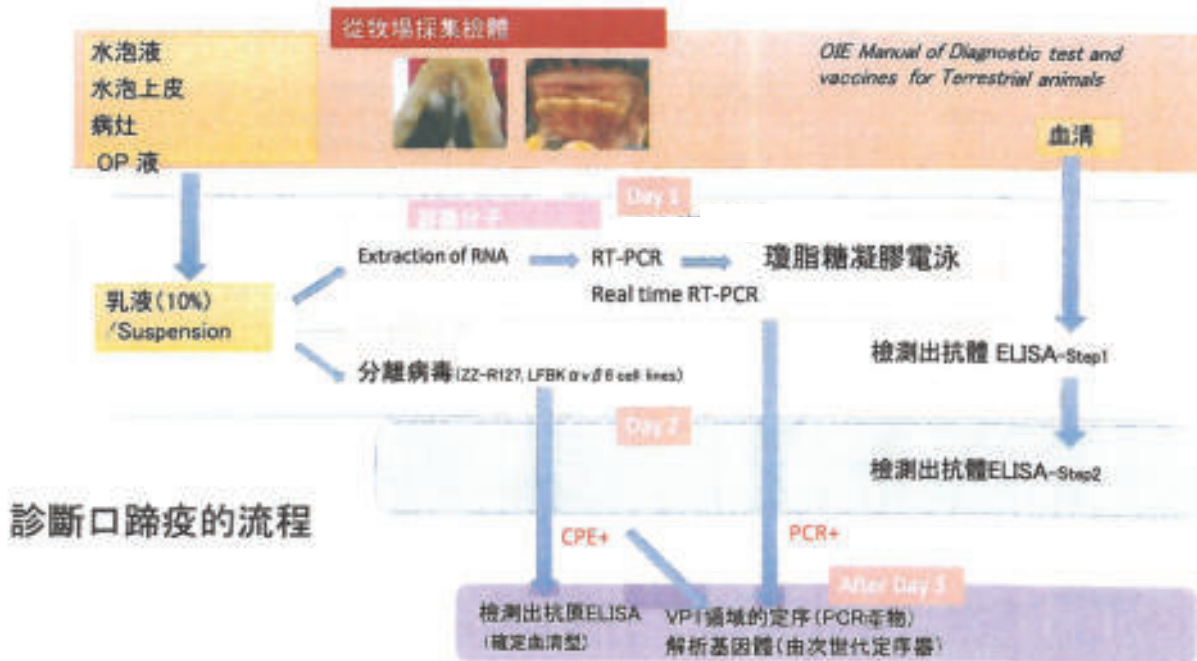 從牧場採集檢體
水泡液
水泡上皮
病灶
OP 液
OIE Manual of Diagnostic test and
vaccines for Terrestrial animals
血清
Day 1
Extraction of RNA
RT-PCR
瓊脂糖凝膠電泳
Real time RT-PCR
乳液(10%)
/Suspension
檢測出抗體 ELISA-Step1
分離病毒(ZZ-R127, LFBK αvβ6 cell lines)
Day 2
檢測出抗體ELISA-Step2
診斷口蹄疫的流程
CPE+
PCR+
After Day 3
檢測出抗原ELISA
(確定血清型)
VP1領域的定序(PCR產物)
解析基因體(由次世代定序器)